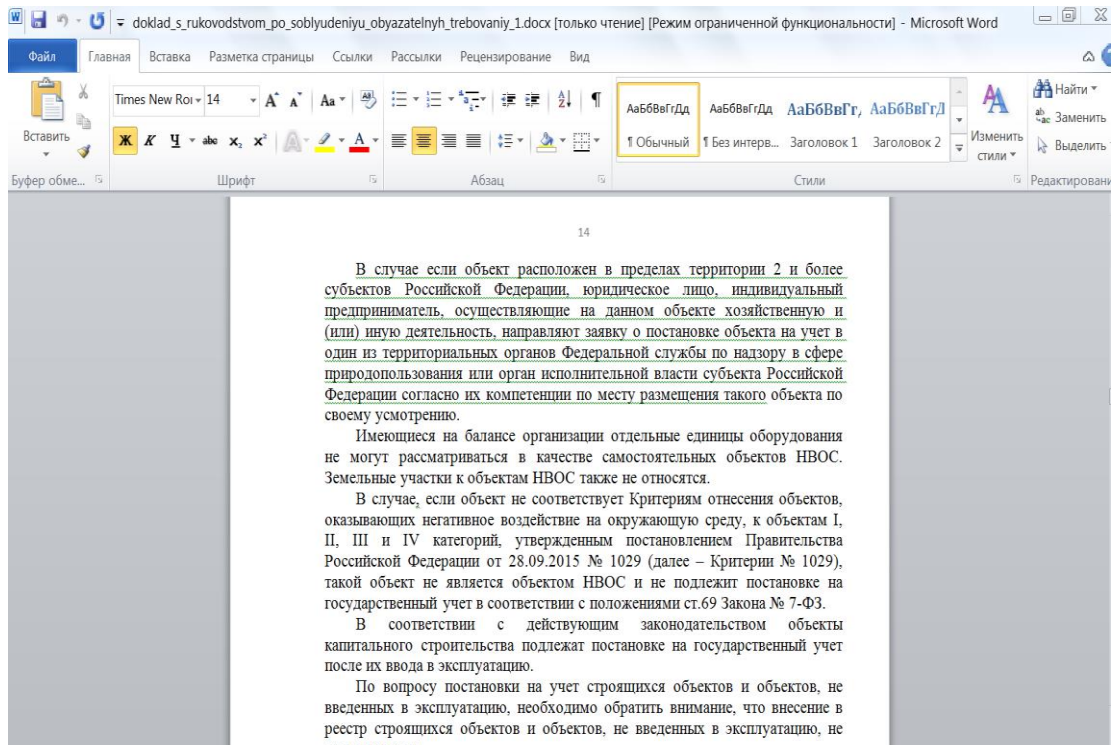 doklad_s_rukovodstvom_po_soblyudeniyu_obyazatelnyh_trebovaniy_1.docx [только чтение] [Режим ограниченной функциональности] - Microsoft Word
Файл Главная Вставка Разметка страницы Ссылки Рассылки Рецензирование Вид
Times New Roı 14 Aa
АаБбВвГгДд АаБбВвГгДд АаБбВвГг, АаБбВвГгД
Найти
Заменить
Вставить
Ж К Ч abe x₂ x² A
¶ Обычный ¶ Без интерв... Заголовок 1 Заголовок 2
Изменить стили
Выделить
Буфер обме... Шрифт Абзац Стили Редактировани
14
В случае если объект расположен в пределах территории 2 и более
субъектов Российской Федерации, юридическое лицо, индивидуальный
предприниматель, осуществляющие на данном объекте хозяйственную и
(или) иную деятельность, направляют заявку о постановке объекта на учет в
один из территориальных органов Федеральной службы по надзору в сфере
природопользования или орган исполнительной власти субъекта Российской
Федерации согласно их компетенции по месту размещения такого объекта по
своему усмотрению.
Имеющиеся на балансе организации отдельные единицы оборудования
не могут рассматриваться в качестве самостоятельных объектов НВОС.
Земельные участки к объектам НВОС также не относятся.
В случае, если объект не соответствует Критериям отнесения объектов,
оказывающих негативное воздействие на окружающую среду, к объектам I,
II, III и IV категорий, утвержденным постановлением Правительства
Российской Федерации от 28.09.2015 № 1029 (далее – Критерии № 1029),
такой объект не является объектом НВОС и не подлежит постановке на
государственный учет в соответствии с положениями ст.69 Закона № 7-ФЗ.
В соответствии с действующим законодательством объекты
капитального строительства подлежат постановке на государственный учет
после их ввода в эксплуатацию.
По вопросу постановки на учет строящихся объектов и объектов, не
введенных в эксплуатацию, необходимо обратить внимание, что внесение в
реестр строящихся объектов и объектов, не введенных в эксплуатацию, не